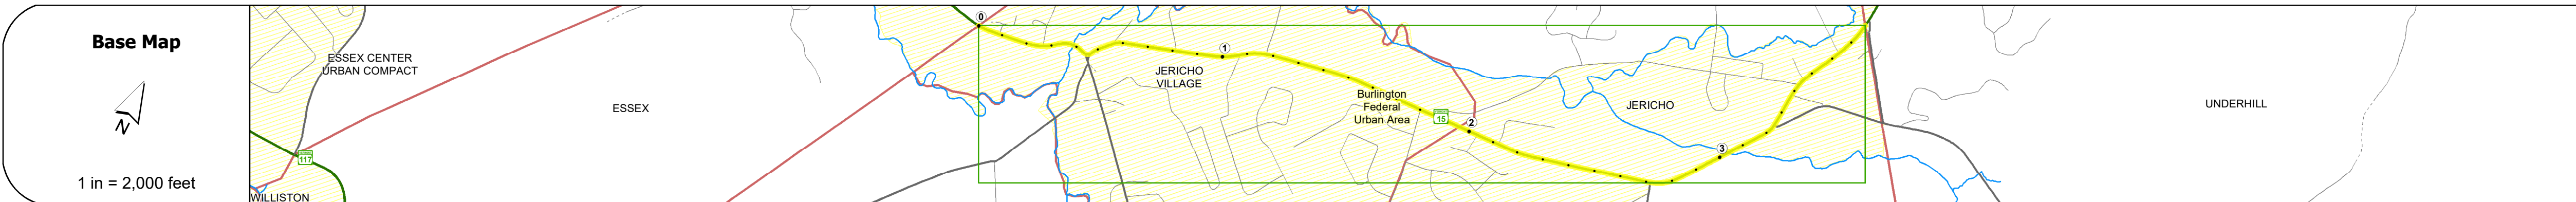 Base Map
N
1 in = 2,000 feet
ESSEX CENTER
URBAN COMPACT
117
WILLISTON
ESSEX
0
1
JERICHO
VILLAGE
Burlington
Federal
Urban Area
15
2
JERICHO
3
UNDERHILL